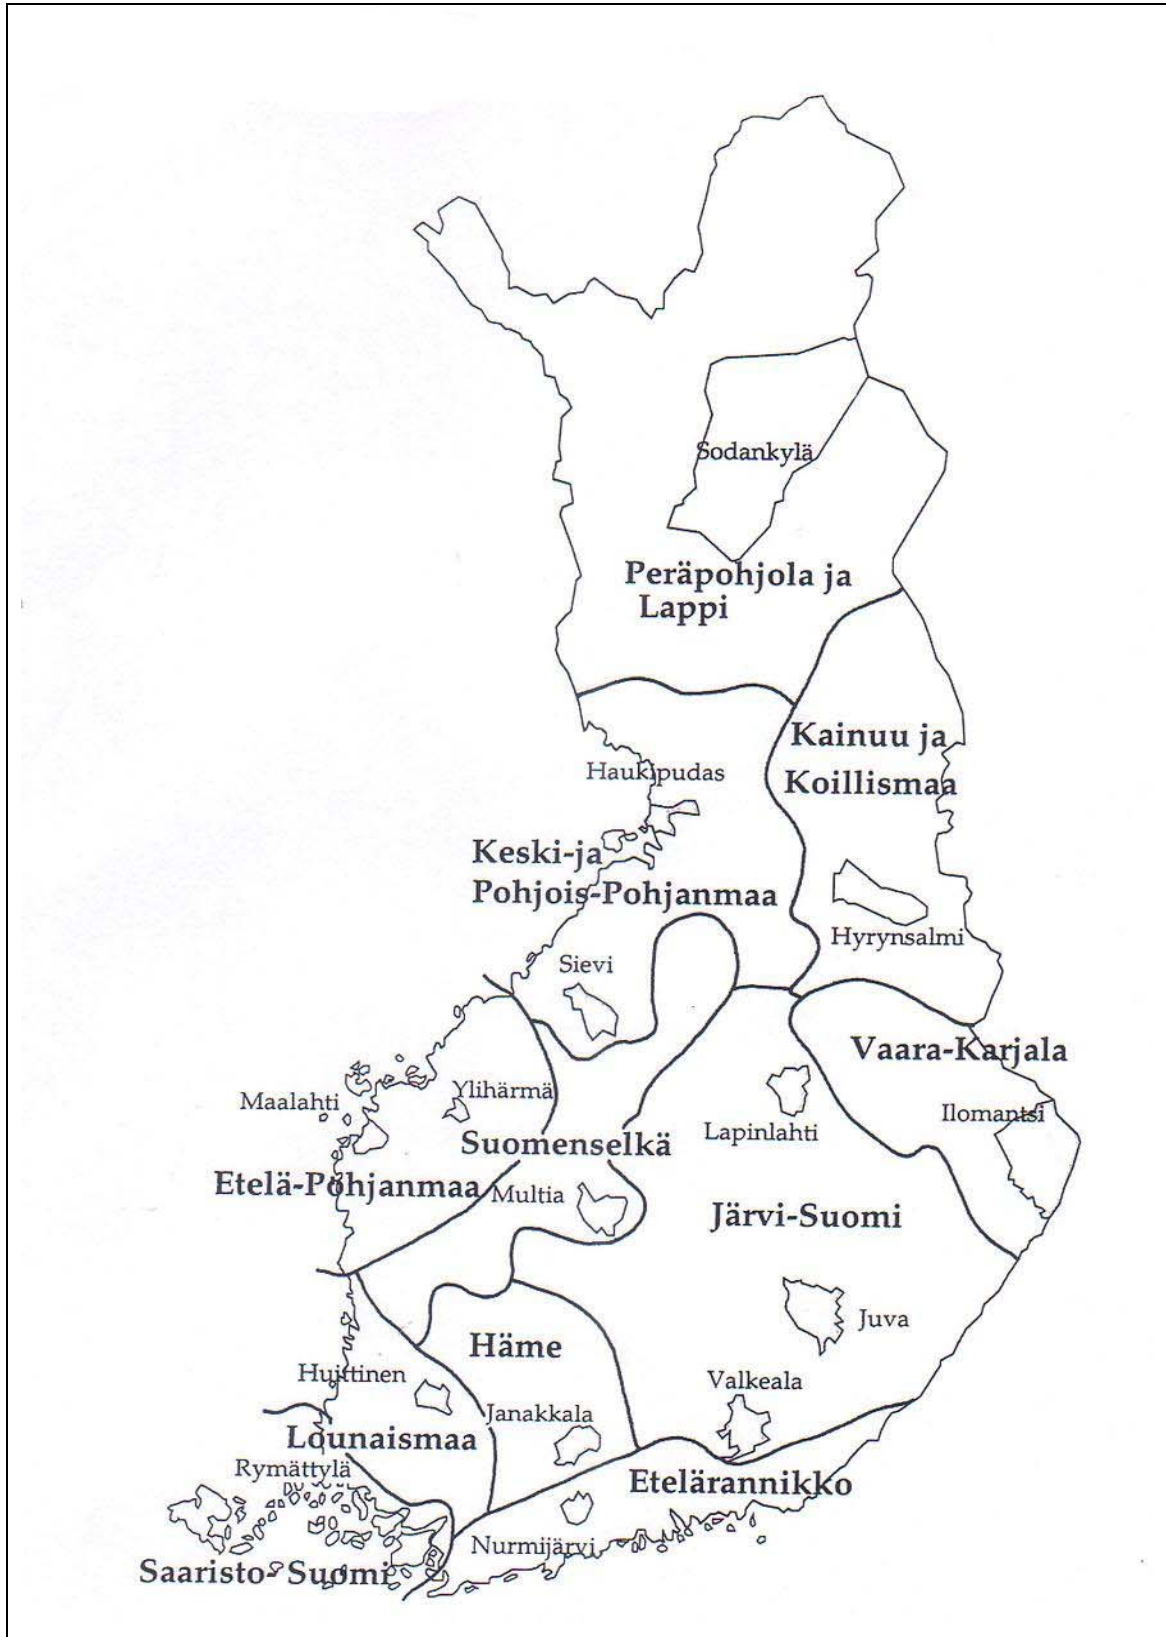 Sodankylä
Peräpohjola ja
Lappi
Kainuu ja
Koillismaa
Haukipudas
Keski-ja
Pohjois-Pohjanmaa
Hyrynsalmi
Sievi
Vaara-Karjala
Maalahti
Ylihärmä
Ilomantsi
Lapinlahti
Suomenselkä
Etelä-Pohjanmaa
Multia
Järvi-Suomi
Juva
Häme
Huittinen
Valkeala
Janakkala
Lounaismaa
Rymättylä
Etelärannikko
Nurmijärvi
Saaristo-Suomi